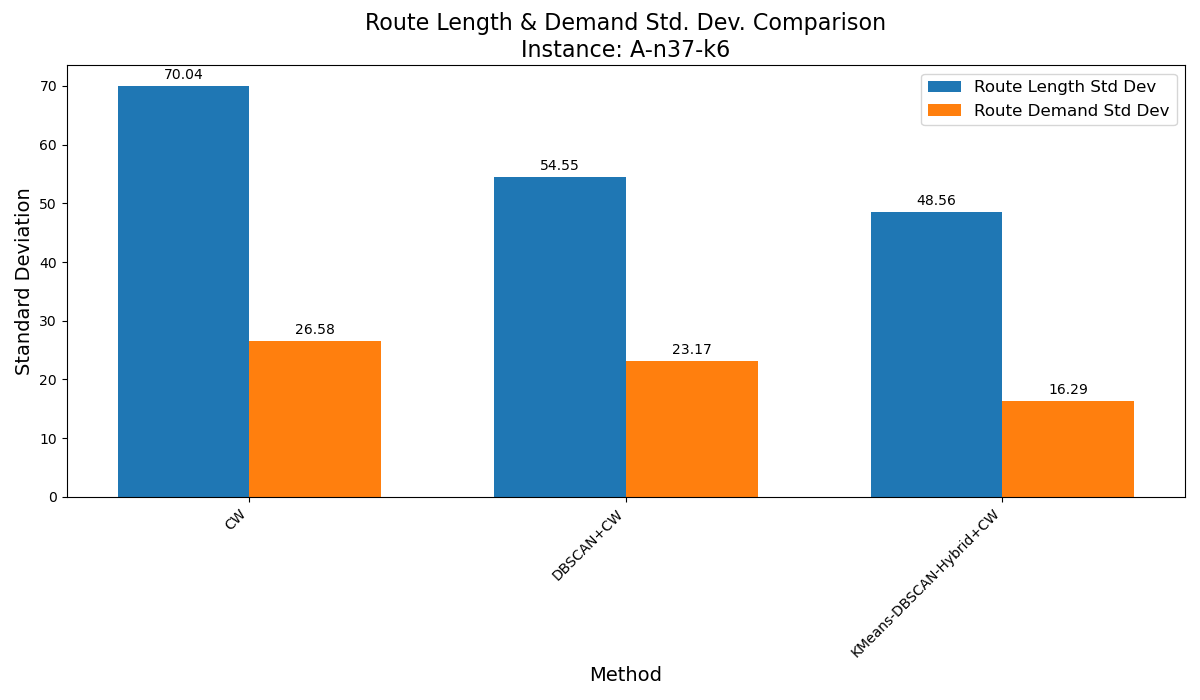 Route Length & Demand Std. Dev. Comparison
Instance: A-n37-k6
Route Length Std Dev
Route Demand Std Dev
Standard Deviation
70
60
50
40
30
20
10
0
70.04
26.58
54.55
23.17
48.56
16.29
CW
DBSCAN+CW
KMeans-DBSCAN-Hybrid+CW
Method